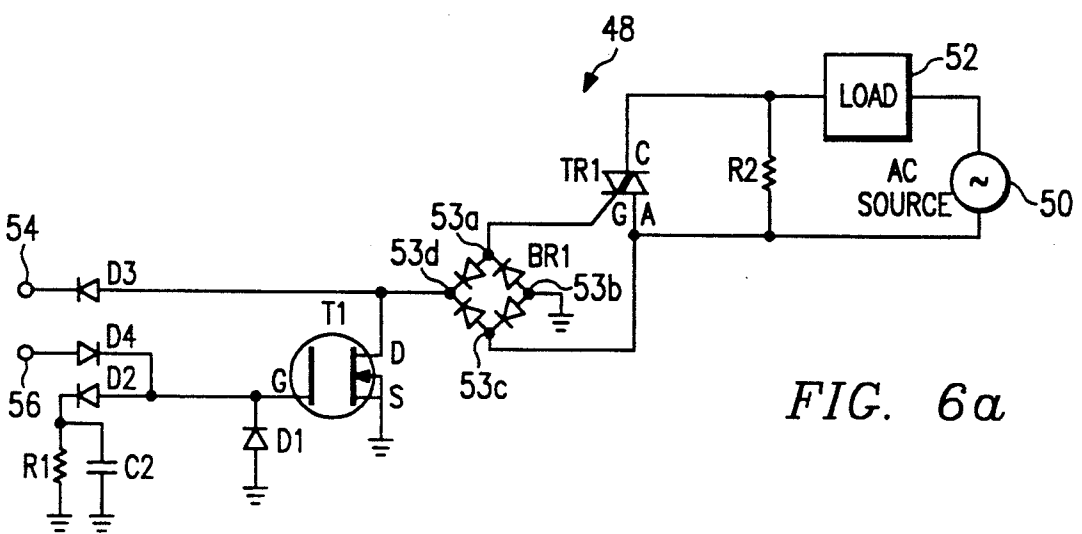 48
52
LOAD
TR1
C
R2
AC
SOURCE
~
50
G
A
54
53a
53d
BR1
53b
D3
T1
D4
D
53c
56
D2
G
S
D1
R1
C2
FIG. 6a